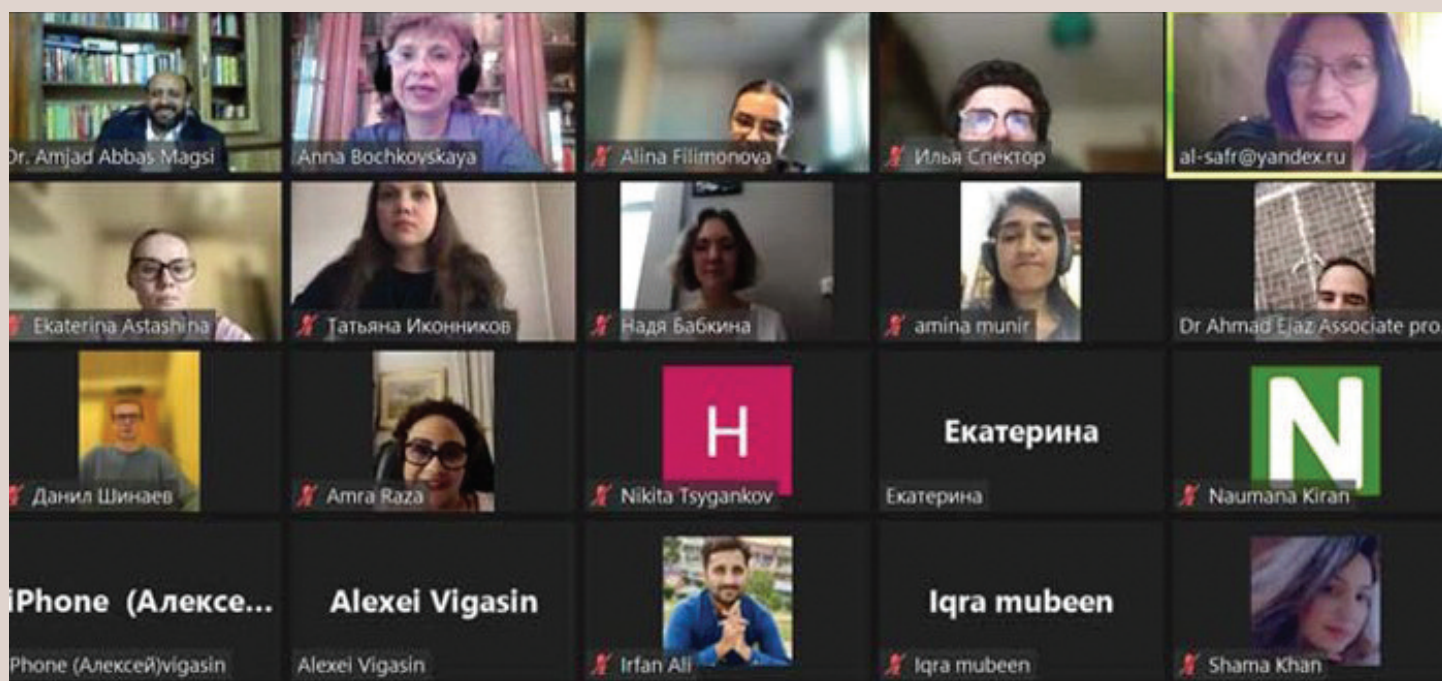 Dr. Amjad Abbas Magsi
Anna Bochkovskaya
Alina Filimonova
Илья Спектор
al-safr@yandex.ru
Ekaterina Astashina
Татьяна Иконников
Надя Бабкина
amina munir
Dr Ahmad Ejaz Associate pro
Данил Шинаев
Amra Raza
H
Nikita Tsygankov
Екатерина
Екатерина
N
Naumana Kiran
iPhone (Алексе...
Phone (Алексей)vigasin
Alexei Vigasin
Alexei Vigasin
Irfan Ali
Iqra mubeen
Iqra mubeen
Shama Khan